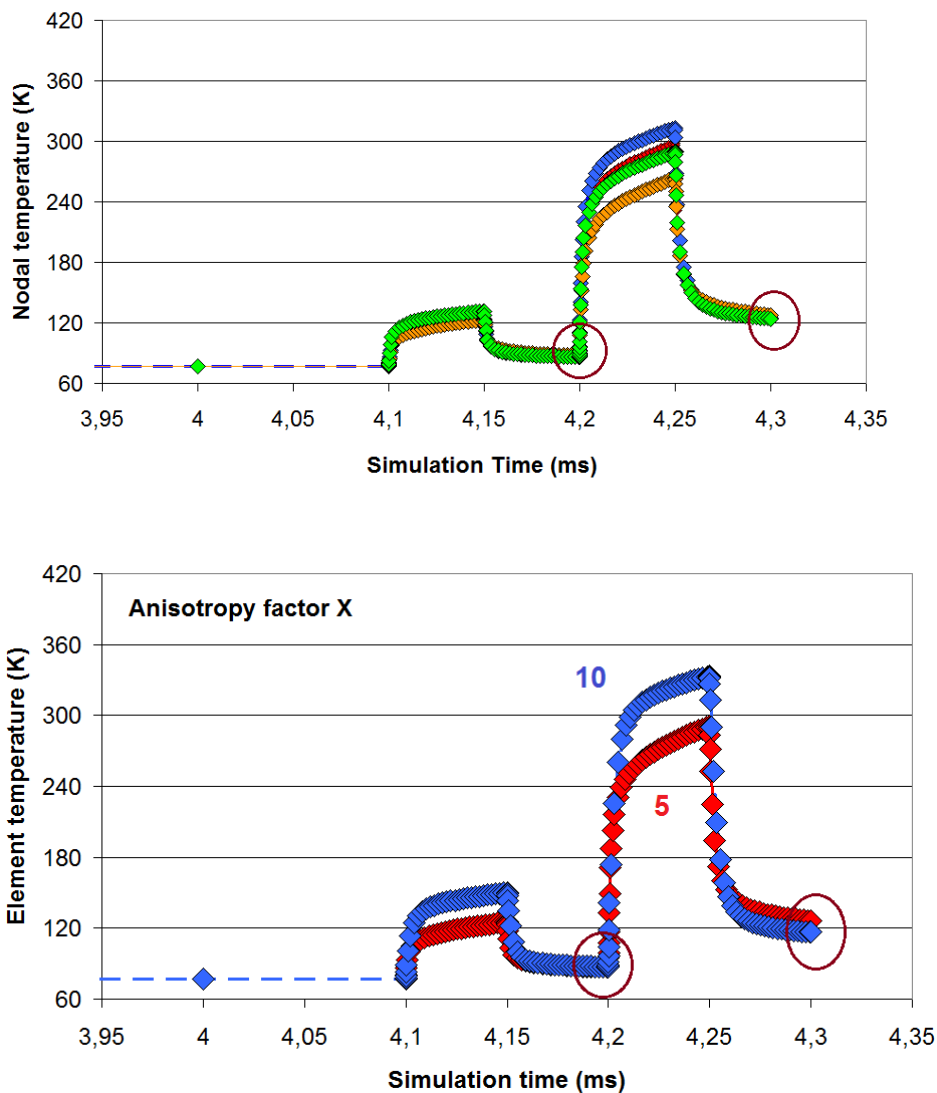 420
360
300
240
180
120
60
Nodal temperature (K)
3,95 4 4,05 4,1 4,15 4,2 4,25 4,3 4,35
Simulation Time (ms)
420
360
300
240
180
120
60
Element temperature (K)
Anisotropy factor X
10
5
3,95 4 4,05 4,1 4,15 4,2 4,25 4,3 4,35
Simulation time (ms)